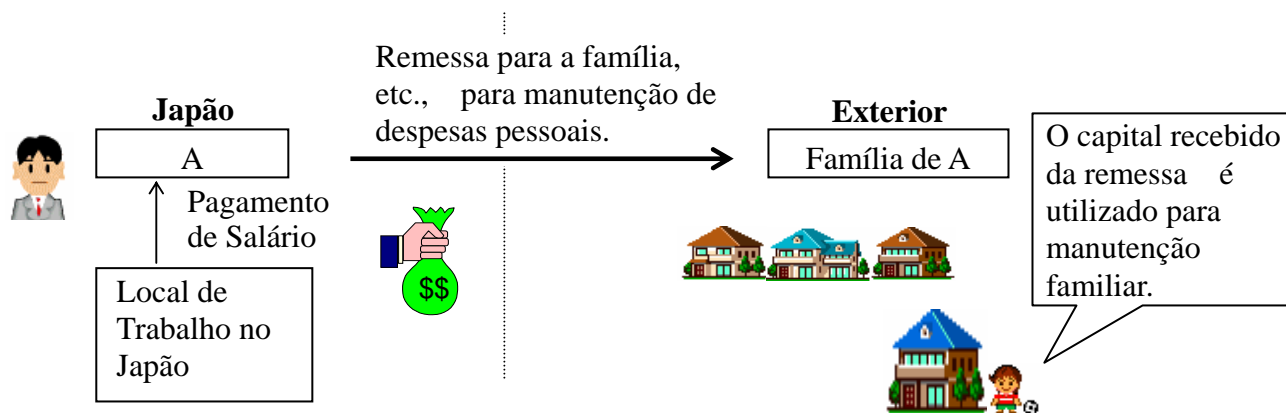 Remessa para a família,
etc., para manutenção de
despesas pessoais.
Japão
A
Pagamento
de Salário
Local de
Trabalho no
Japão
$$
Exterior
Família de A
O capital recebido
da remessa é
utilizado para
manutenção
familiar.